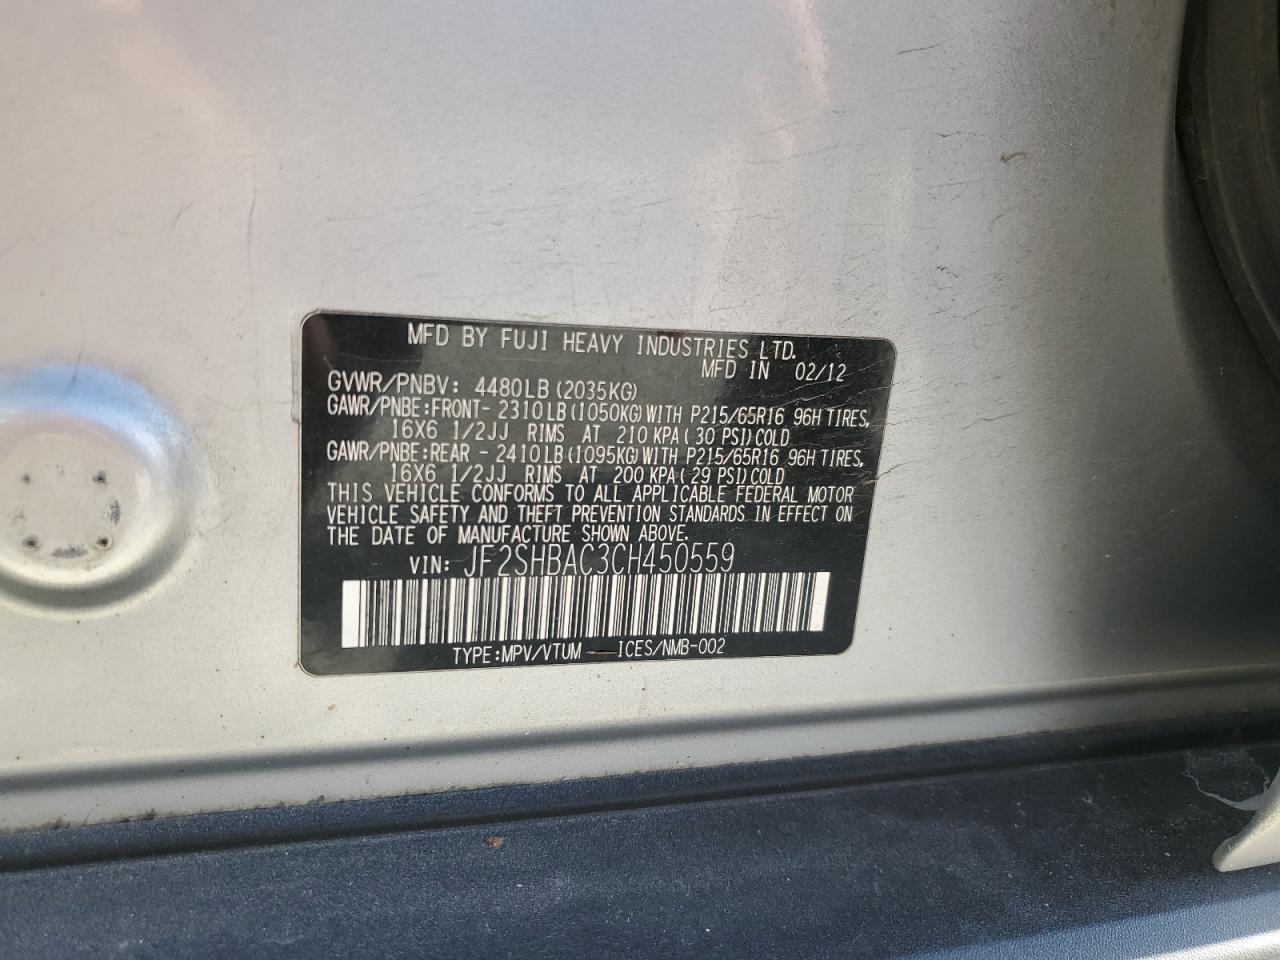 MFD BY FUJI HEAVY INDUSTRIES LTD.
MFD IN 02/12
GVWR/PNBV: 4480LB(2035KG)
GAWR/PNBE:FRONT- 2310LB(1050KG)WITH P215/65R16 96H TIRES,
16X6 1/2JJ RIMS AT 210 KPA(30 PSI)COLD
GAWR/PNBE:REAR - 2410LB(1095KG)WITH P215/65R16 96H TIRES,
16X6 1/2JJ RIMS AT 200 KPA(29 PSI)COLD
THIS VEHICLE CONFORMS TO ALL APPLICABLE FEDERAL MOTOR
VEHICLE SAFETY AND THEFT PREVENTION STANDARDS IN EFFECT ON
THE DATE OF MANUFACTURE SHOWN ABOVE.
VIN: JF2SHBAC3CH450559
TYPE:MPV/VTUM ICES/NMB-002